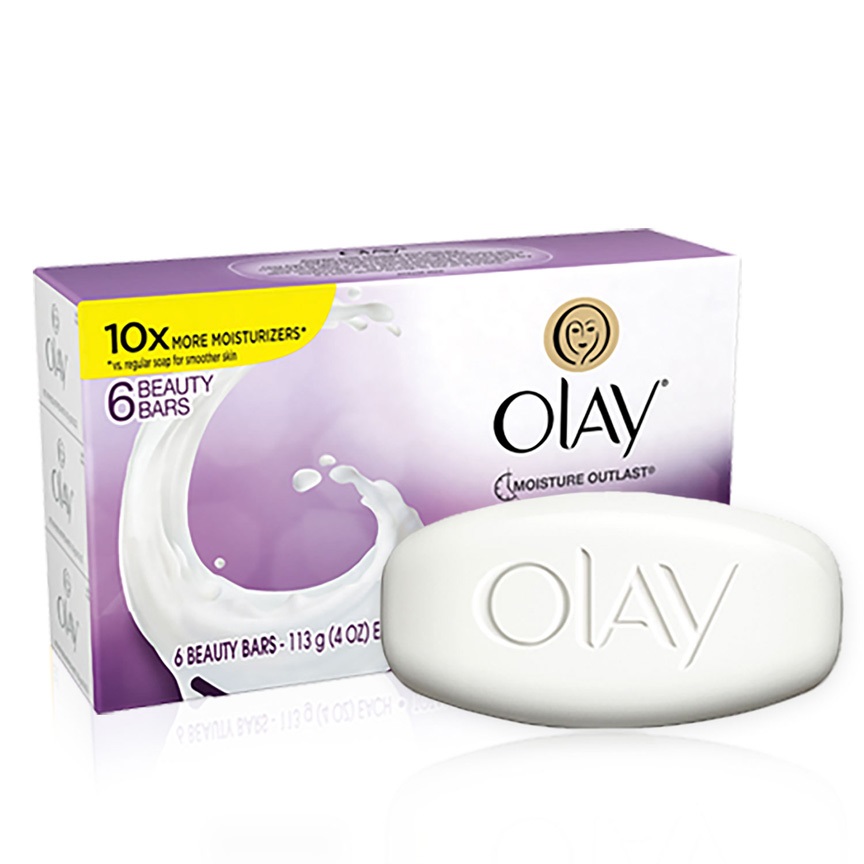 OLAY
10X MORE MOISTURIZERS*
*vs. regular soap for smoother skin
6 BEAUTY
BARS
OLAY®
MOISTURE OUTLAST®
OLAY
OLAY
OLAY
6 BEAUTY BARS - 113 g (4 OZ) E
OLAY